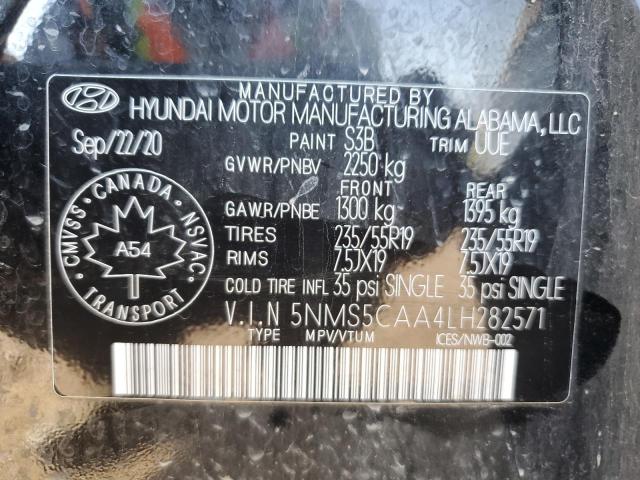 MANUFACTURED BY
HYUNDAI MOTOR MANUFACTURING ALABAMA, LLC
Sep/22/20 PAINT S3B TRIM UUE
GVWR/PNBV 2250 kg
FRONT REAR
GAWR/PNBE 1300 kg 1395 kg
TIRES 235/55R19 235/55R19
RIMS 7.5JX19 7.5JX19
COLD TIRE INFL 35 psi SINGLE 35 psi SINGLE
V.I.N 5NMS5CAA4LH282571
TYPE MPV/VTUM ICES/NWB-002
CANADA
CMVSS NSVAC
A54
TRANSPORT